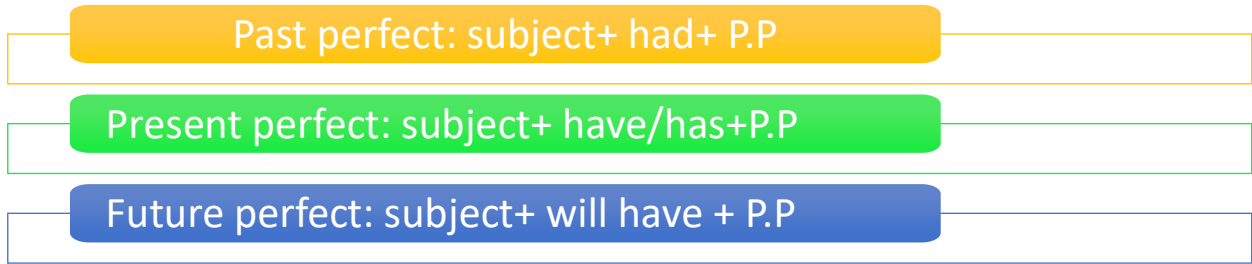 Past perfect: subject+ had+ P.P
Present perfect: subject+ have/has+P.P
Future perfect: subject+ will have + P.P